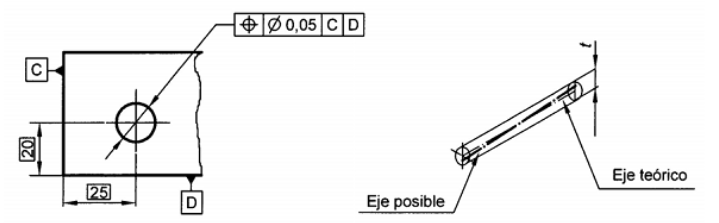 ⌖ Ø 0,05 C D
C
20
25
D
t
Eje teórico
Eje posible